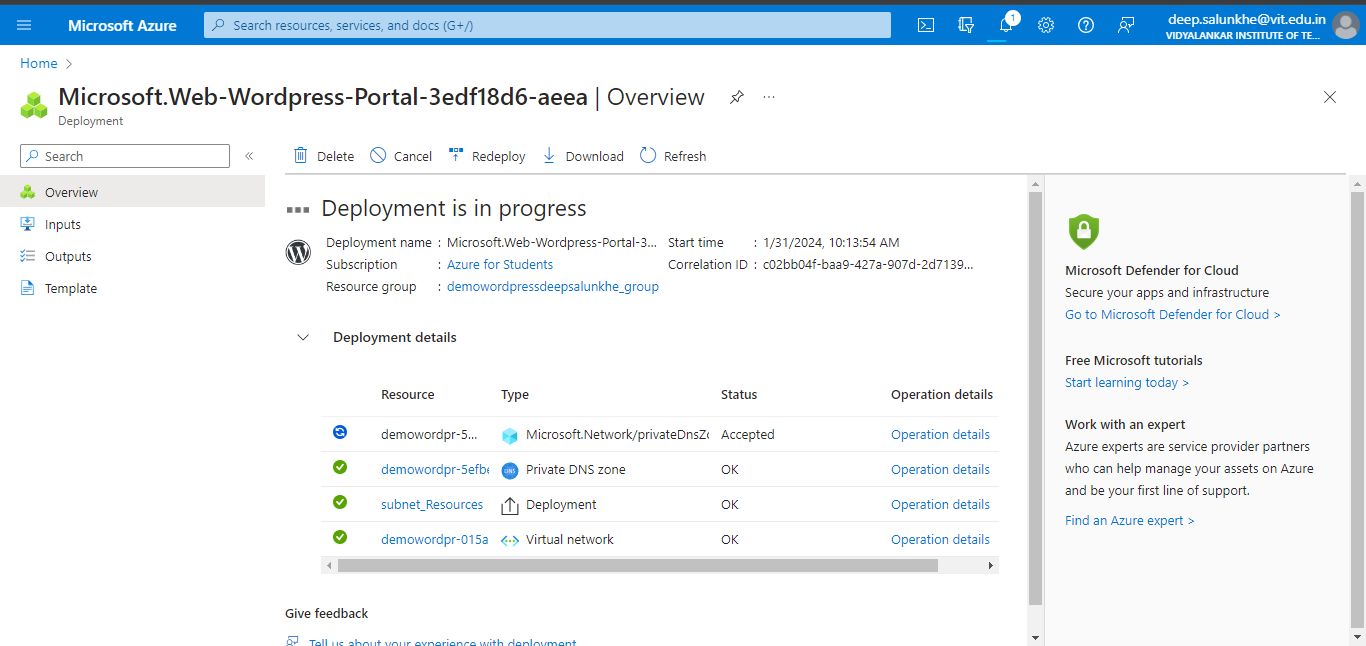 Microsoft Azure
Search resources, services, and docs (G+/)
1
deep.salunkhe@vit.edu.in
VIDYALANKAR INSTITUTE OF TE...
Home
Microsoft.Web-Wordpress-Portal-3edf18d6-aeea | Overview
Deployment
Search
Overview
Inputs
Outputs
Template
Delete Cancel Redeploy Download Refresh
Deployment is in progress
Deployment name : Microsoft.Web-Wordpress-Portal-3...
Subscription : Azure for Students
Resource group : demowordpressdeepsalunkhe_group
Start time : 1/31/2024, 10:13:54 AM
Correlation ID : c02bb04f-baa9-427a-907d-2d7139...
Deployment details
Resource Type Status Operation details
demowordpr-5... Microsoft.Network/privateDnsZo Accepted Operation details
demowordpr-5efbe DNS Private DNS zone OK Operation details
subnet_Resources Deployment OK Operation details
demowordpr-015a Virtual network OK Operation details
Give feedback
Tell us about your experience with deployment
Microsoft Defender for Cloud
Secure your apps and infrastructure
Go to Microsoft Defender for Cloud >
Free Microsoft tutorials
Start learning today >
Work with an expert
Azure experts are service provider partners
who can help manage your assets on Azure
and be your first line of support.
Find an Azure expert >